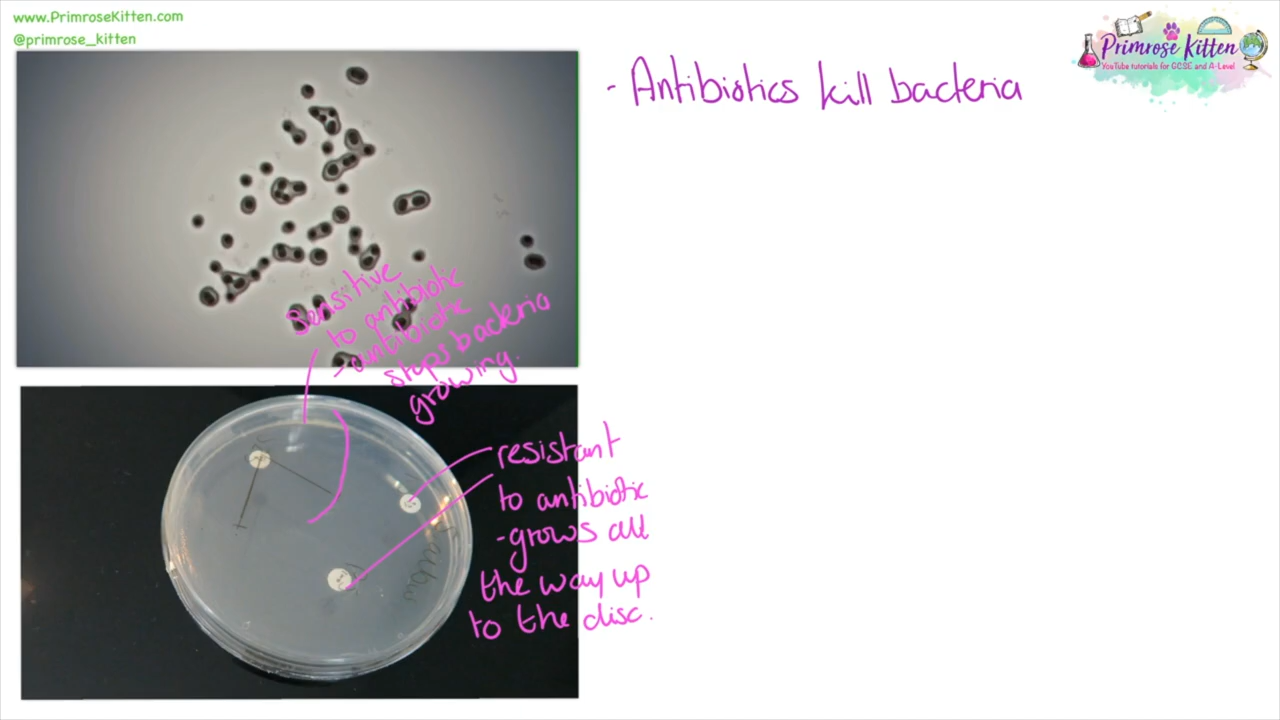 www.PrimroseKitten.com
@primrose_kitten
Primrose Kitten
YouTube tutorials for GCSE and A-Level
- Antibiotics kill bacteria
Sensitive
to antibiotic
-antibiotic
stops bacteria
growing.
resistant
to antibiotic
-grows all
the way up
to the disc.